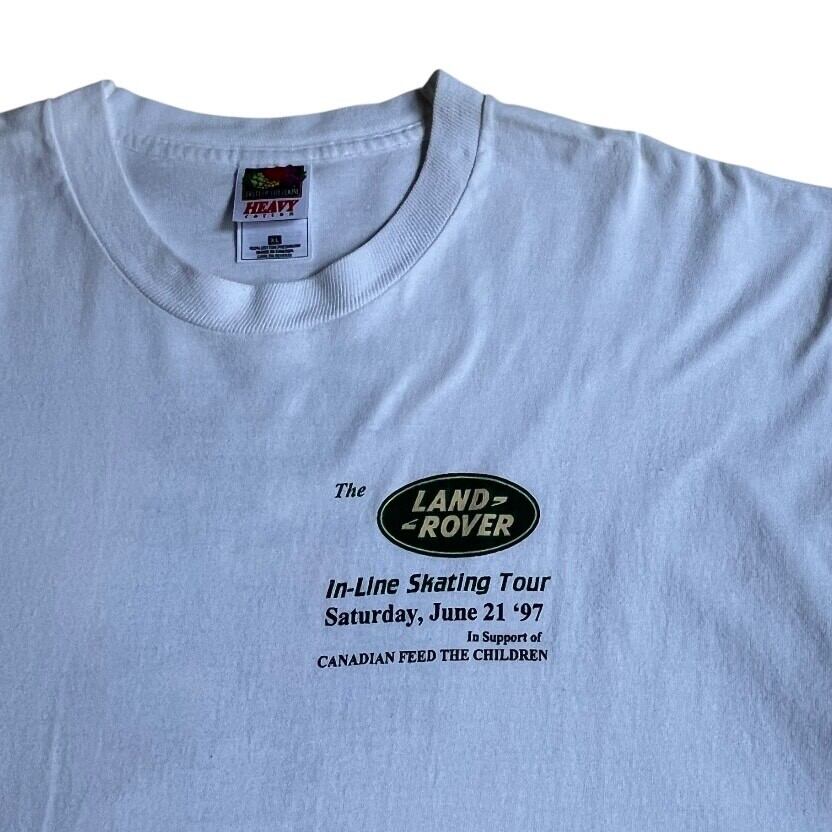 HEAVY
COTTON
XL
The
LAND
ROVER
In-Line Skating Tour
Saturday, June 21 ‘97
In Support of
CANADIAN FEED THE CHILDREN